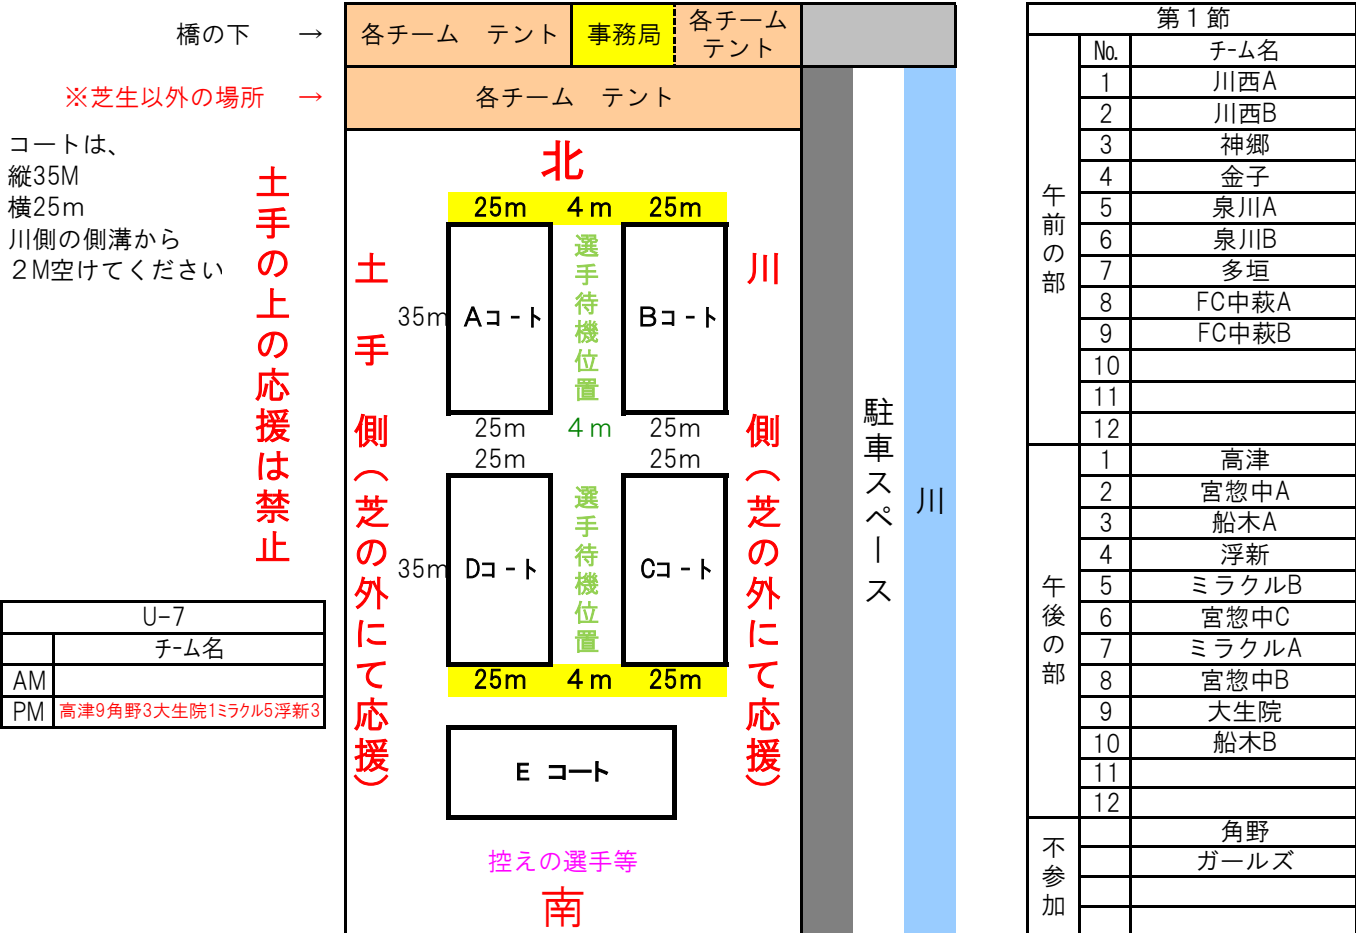 橋の下 →
各チーム テント
事務局
各チーム
テント
※芝生以外の場所 →
各チーム テント
コートは、
縦35M
横25m
川側の側溝から
２M空けてください
土手の上の応援は禁止
北
25m ４ｍ 25m
土手側（芝の外にて応援）
35m
Aコート
選手待機位置
Bコート
川側（芝の外にて応援）
25m ４ｍ 25m
25m 25m
35m
Dコート
選手待機位置
Cコート
25m ４ｍ 25m
E コート
控えの選手等
南
駐車スペース
川
U-7
チーム名
AM
PM 高津9角野3大生院1ミラクル5浮新3
第１節
No. チーム名
午前の部
1 川西A
2 川西B
3 神郷
4 金子
5 泉川A
6 泉川B
7 多垣
8 FC中萩A
9 FC中萩B
10
11
12
午後の部
1 高津
2 宮惣中A
3 船木A
4 浮新
5 ミラクルB
6 宮惣中C
7 ミラクルA
8 宮惣中B
9 大生院
10 船木B
11
12
不参加
角野
ガールズ